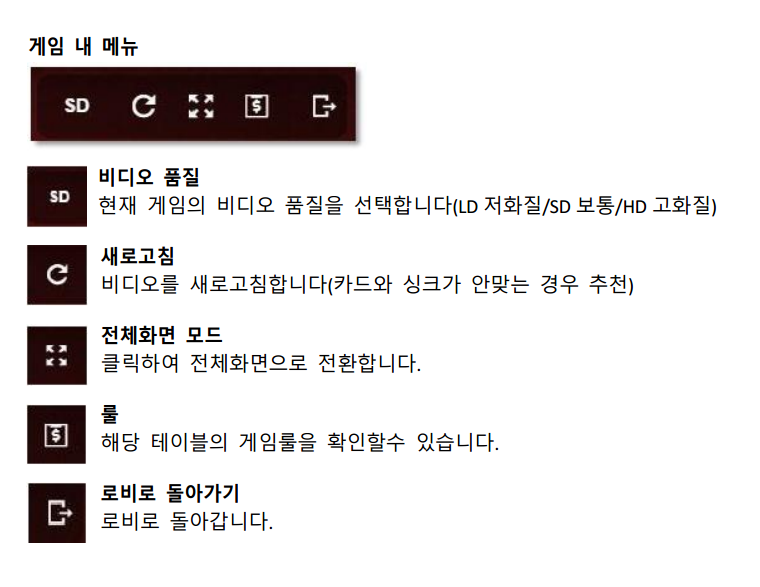 게임 내 메뉴
SD
SD
비디오 품질
현재 게임의 비디오 품질을 선택합니다(LD 저화질/SD 보통/HD 고화질)
새로고침
비디오를 새로고침합니다(카드와 싱크가 안맞는 경우 추천)
전체화면 모드
클릭하여 전체화면으로 전환합니다.
룰
해당 테이블의 게임룰을 확인할수 있습니다.
로비로 돌아가기
로비로 돌아갑니다.